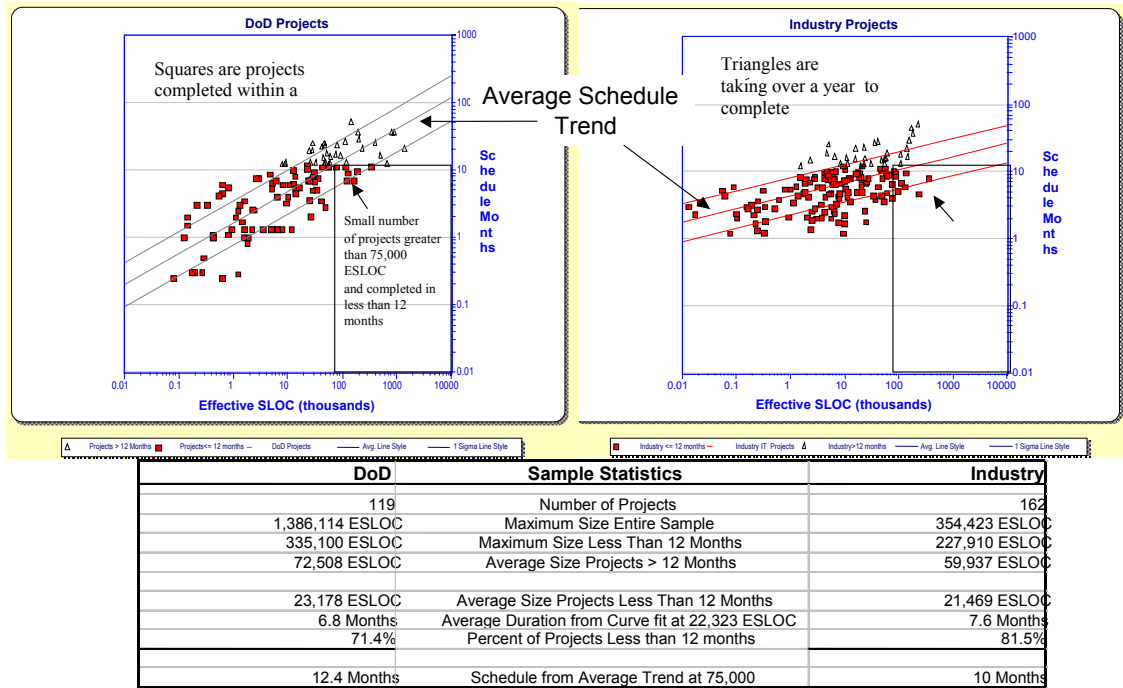 DoD Projects
Squares are projects
completed within a
1000
100
10
1
0.1
0.01
Sc
he
du
le
Mo
nt
hs
Small number
of projects greater
than 75,000
ESLOC
and completed in
less than 12
months
0.01 0.1 1 10 100 1000 10000
Effective SLOC (thousands)
Projects > 12 Months Projects<= 12 months DoD Projects Avg. Line Style 1 Sigma Line Style
Average Schedule
Trend
Industry Projects
Triangles are
taking over a year to
complete
1000
100
10
1
0.1
0.01
Sc
he
du
le
Mo
nt
hs
0.01 0.1 1 10 100 1000 10000
Effective SLOC (thousands)
Industry <= 12 months Industry IT Projects Industry>12 months Avg. Line Style 1 Sigma Line Style
DoD Sample Statistics Industry
119 Number of Projects 162
1,386,114 ESLOC Maximum Size Entire Sample 354,423 ESLOC
335,100 ESLOC Maximum Size Less Than 12 Months 227,910 ESLOC
72,508 ESLOC Average Size Projects > 12 Months 59,937 ESLOC
23,178 ESLOC Average Size Projects Less Than 12 Months 21,469 ESLOC
6.8 Months Average Duration from Curve fit at 22,323 ESLOC 7.6 Months
71.4% Percent of Projects Less than 12 months 81.5%
12.4 Months Schedule from Average Trend at 75,000 10 Months